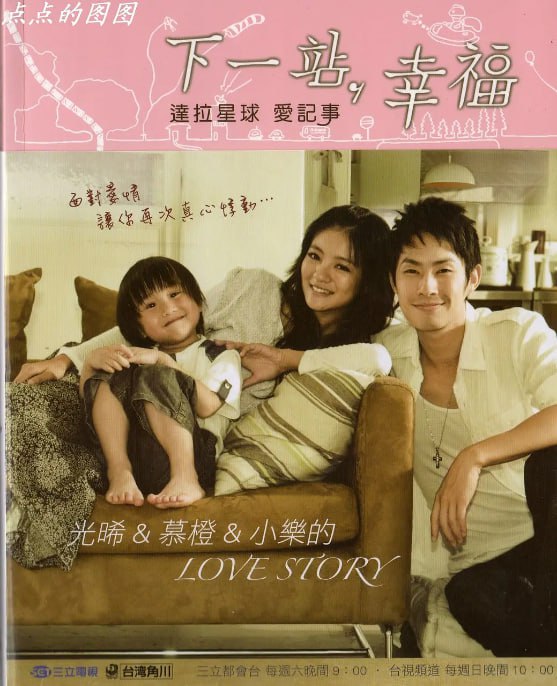 点点的图图
下一站, 幸福
達拉星球 愛記事
面對愛情
讓你再次真心悸動…
光晞 & 慕橙 & 小樂的
LOVE STORY
SET 三立電視 台湾角川 三立都會台 每週六晚間9：00 · 台視頻道 每週日晚間10：00